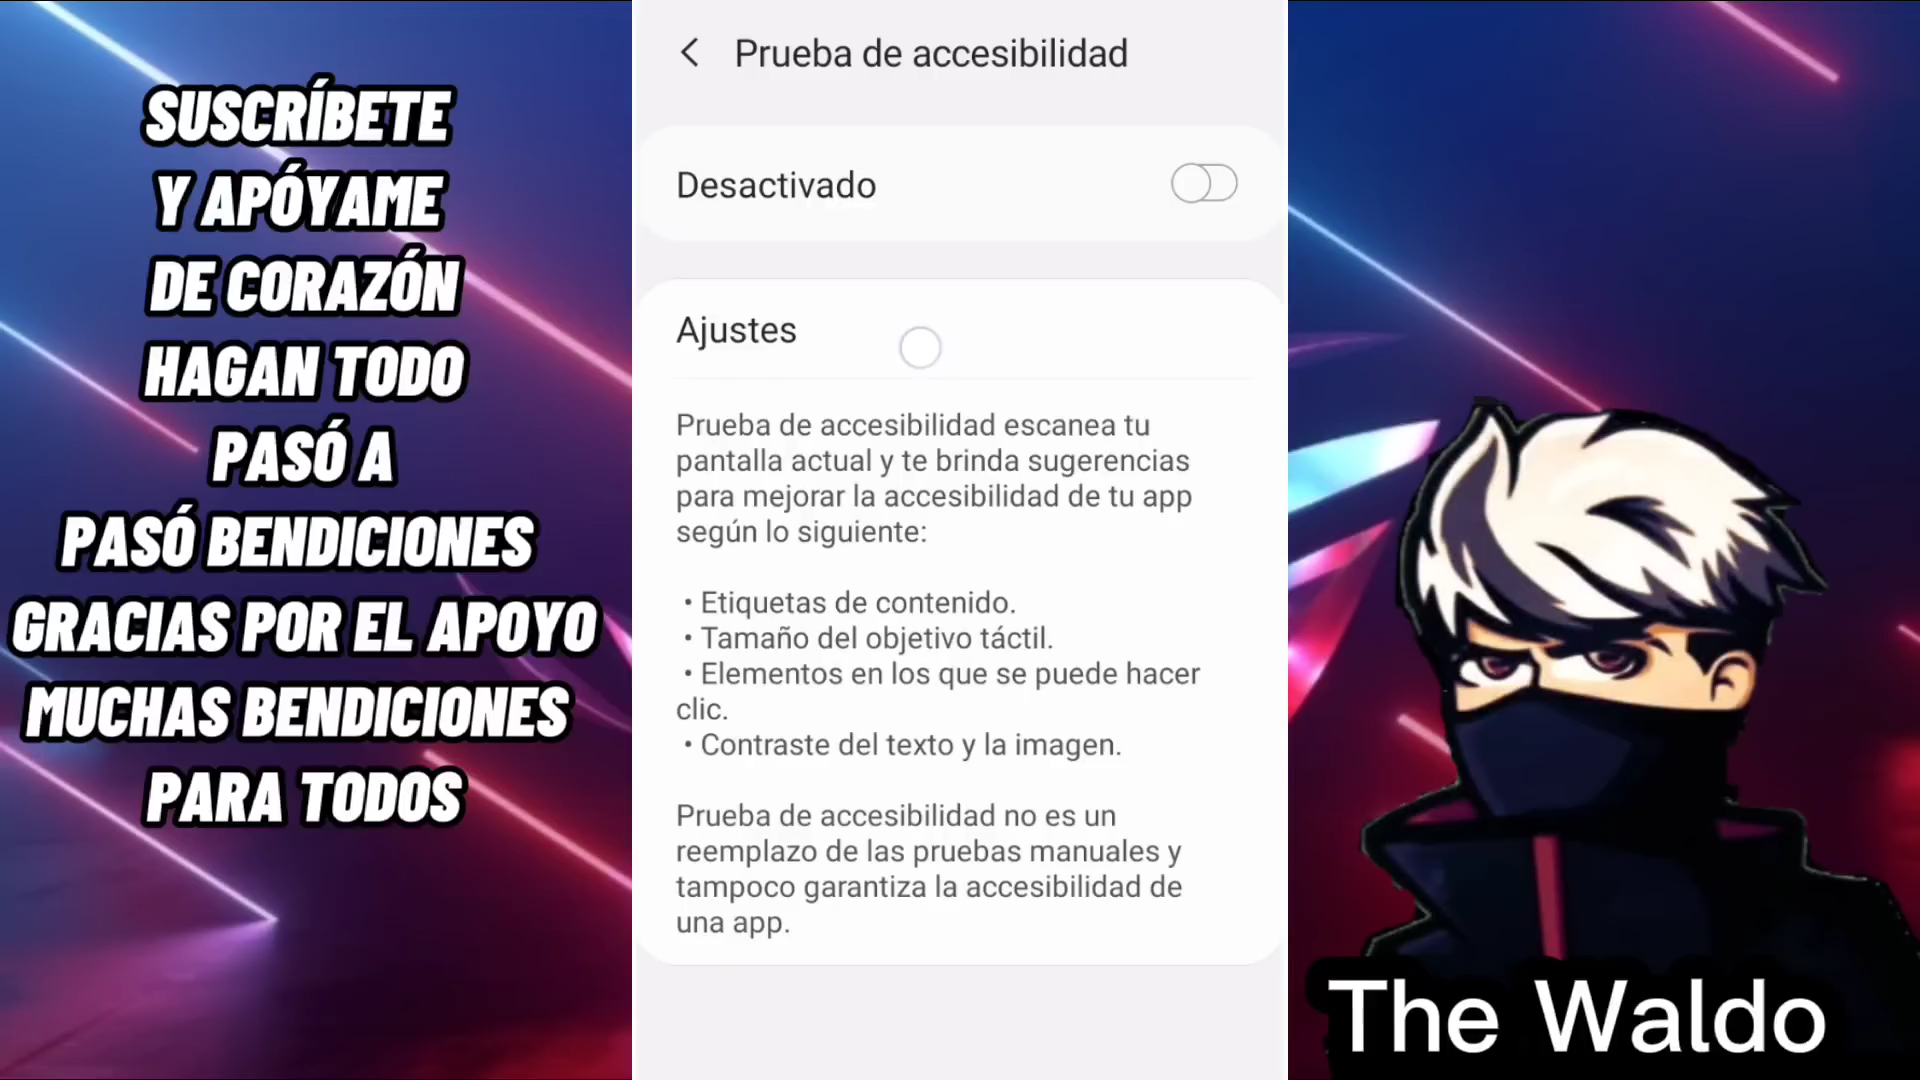 SUSCRÍBETE
Y APÓYAME
DE CORAZÓN
HAGAN TODO
PASÓ A
PASÓ BENDICIONES
GRACIAS POR EL APOYO
MUCHAS BENDICIONES
PARA TODOS
Prueba de accesibilidad
Desactivado
Ajustes
Prueba de accesibilidad escanea tu
pantalla actual y te brinda sugerencias
para mejorar la accesibilidad de tu app
según lo siguiente:
• Etiquetas de contenido.
• Tamaño del objetivo táctil.
• Elementos en los que se puede hacer
clic.
• Contraste del texto y la imagen.
Prueba de accesibilidad no es un
reemplazo de las pruebas manuales y
tampoco garantiza la accesibilidad de
una app.
The Waldo